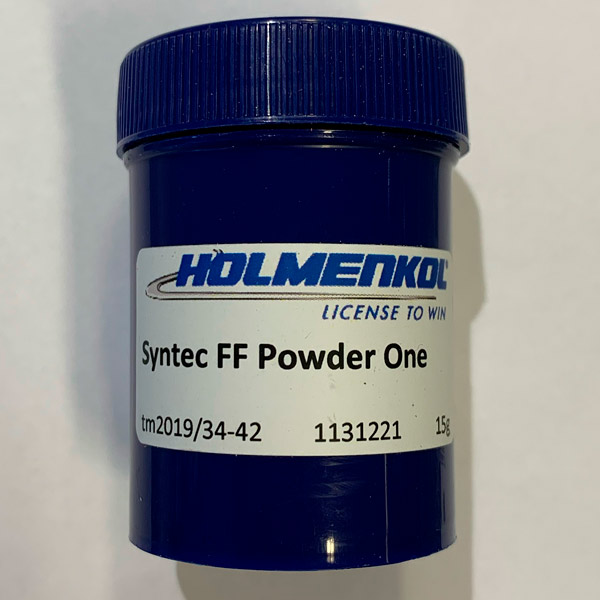 HOLMENKOL
LICENSE TO WIN
Syntec FF Powder One
tm2019/34-42 1131221 15g